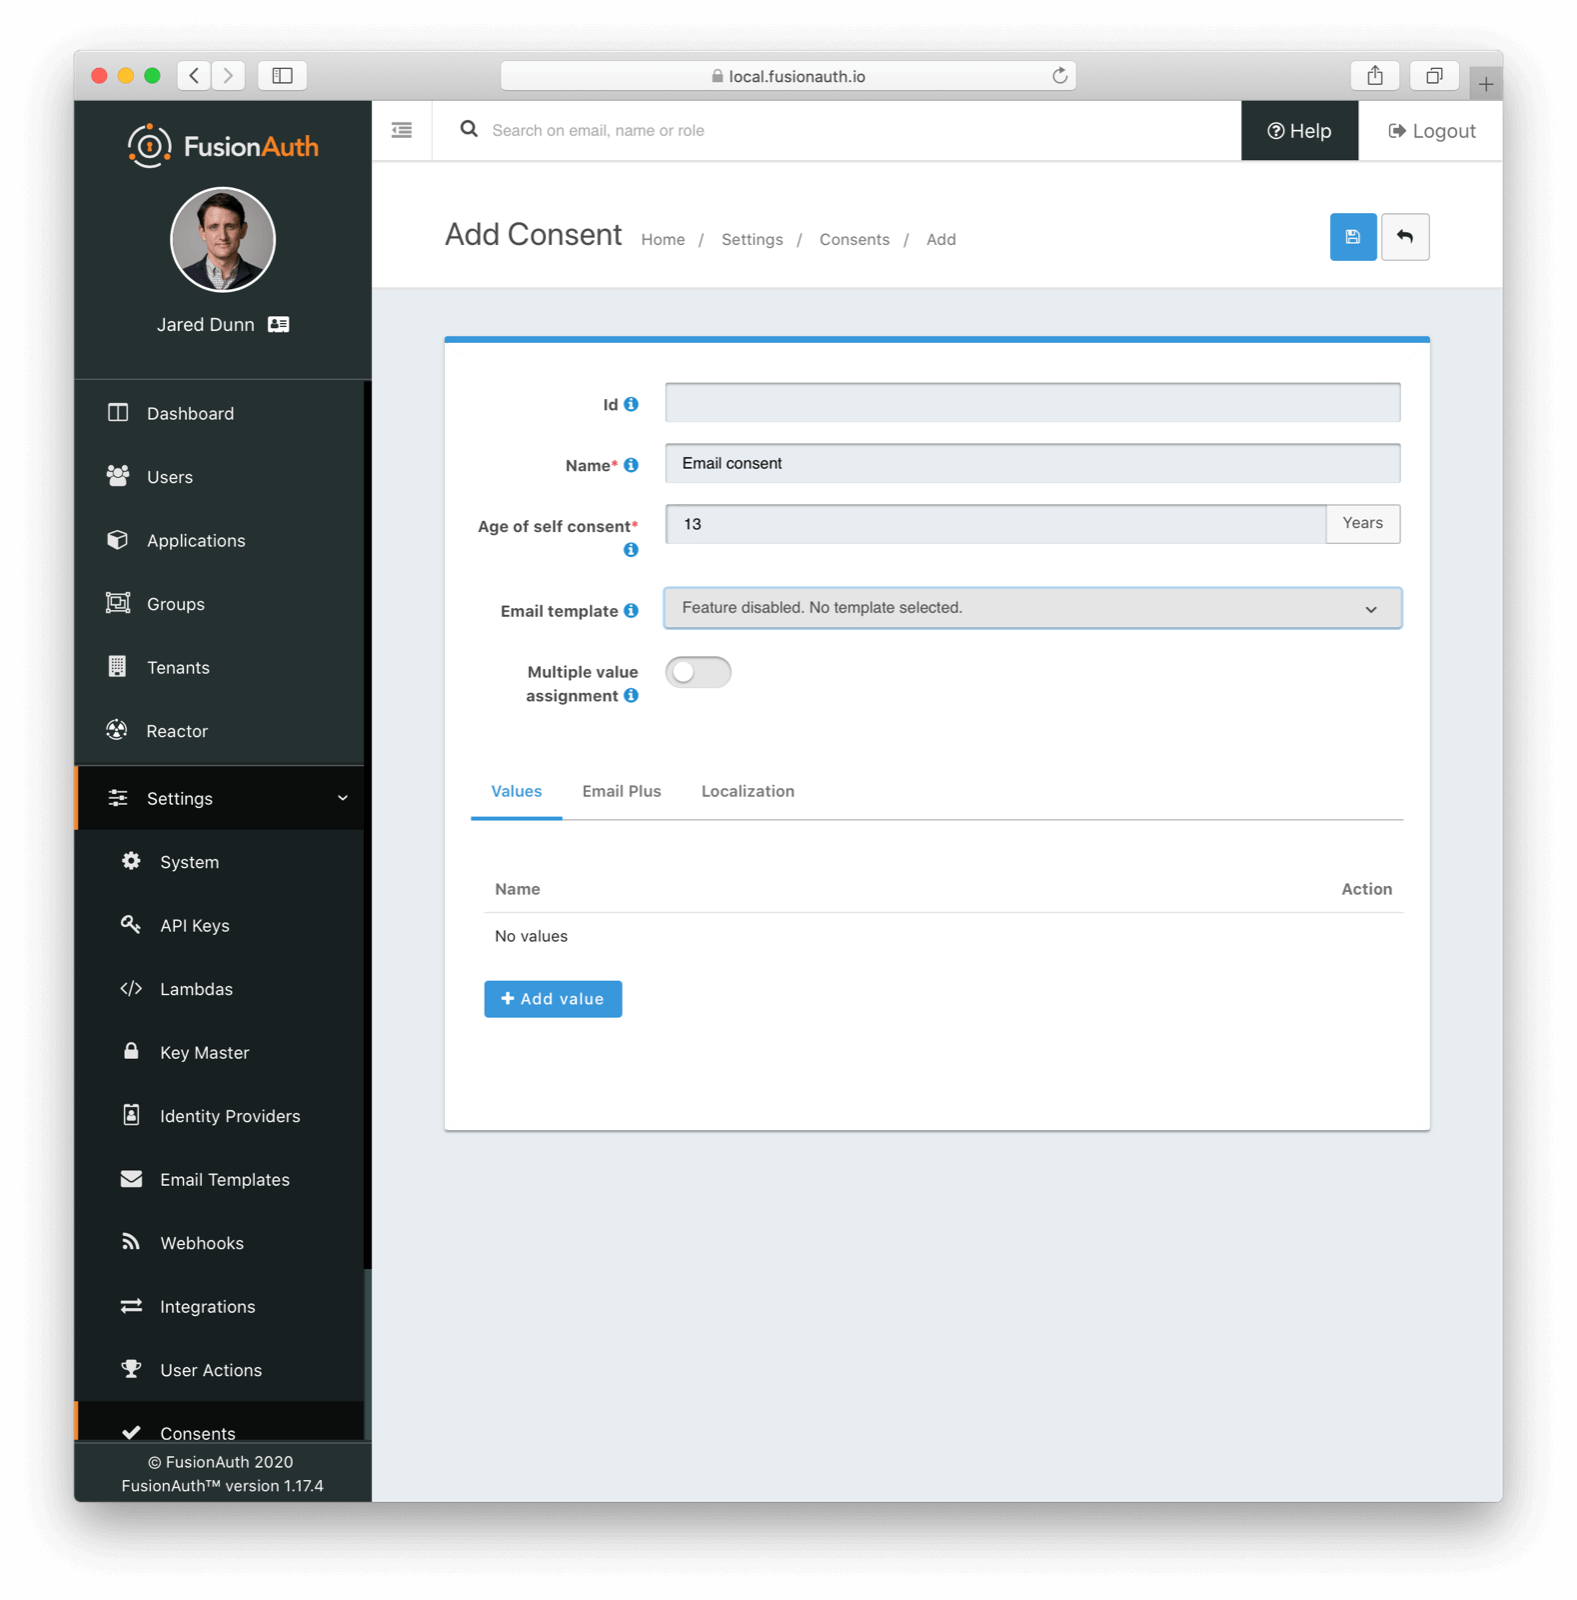 local.fusionauth.io
FusionAuth
Jared Dunn
Dashboard
Users
Applications
Groups
Tenants
Reactor
Settings
System
API Keys
Lambdas
Key Master
Identity Providers
Email Templates
Webhooks
Integrations
User Actions
Consents
© FusionAuth 2020
FusionAuth™ version 1.17.4
Search on email, name or role
Help
Logout
Add Consent Home / Settings / Consents / Add
Id
Name* Email consent
Age of self consent* 13 Years
Email template Feature disabled. No template selected.
Multiple value
assignment
Values Email Plus Localization
Name Action
No values
+ Add value